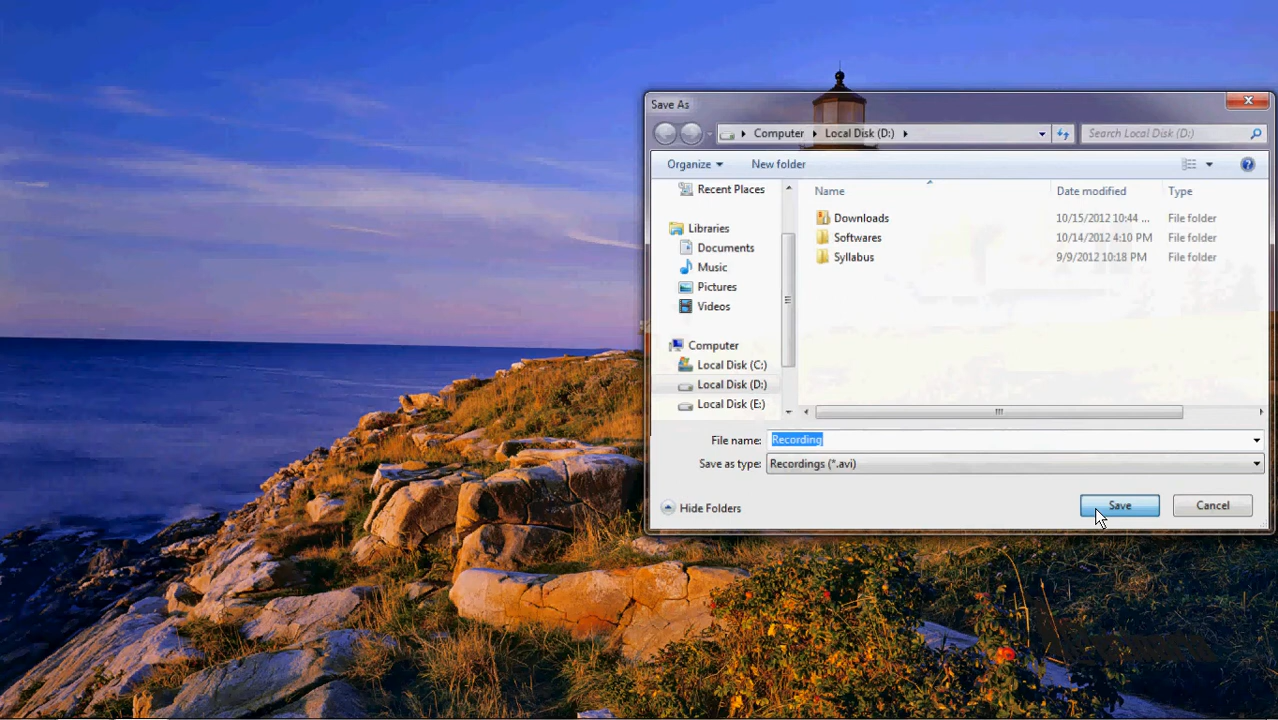 Save As
Computer Local Disk (D:) Search Local Disk (D:)
Organize New folder
Recent Places
Libraries
Documents
Music
Pictures
Videos
Computer
Local Disk (C:)
Local Disk (D:)
Local Disk (E:)
Name Date modified Type
Downloads 10/15/2012 10:44 ... File folder
Softwares 10/14/2012 4:10 PM File folder
Syllabus 9/9/2012 10:18 PM File folder
File name: Recording
Save as type: Recordings (*.avi)
Hide Folders Save Cancel